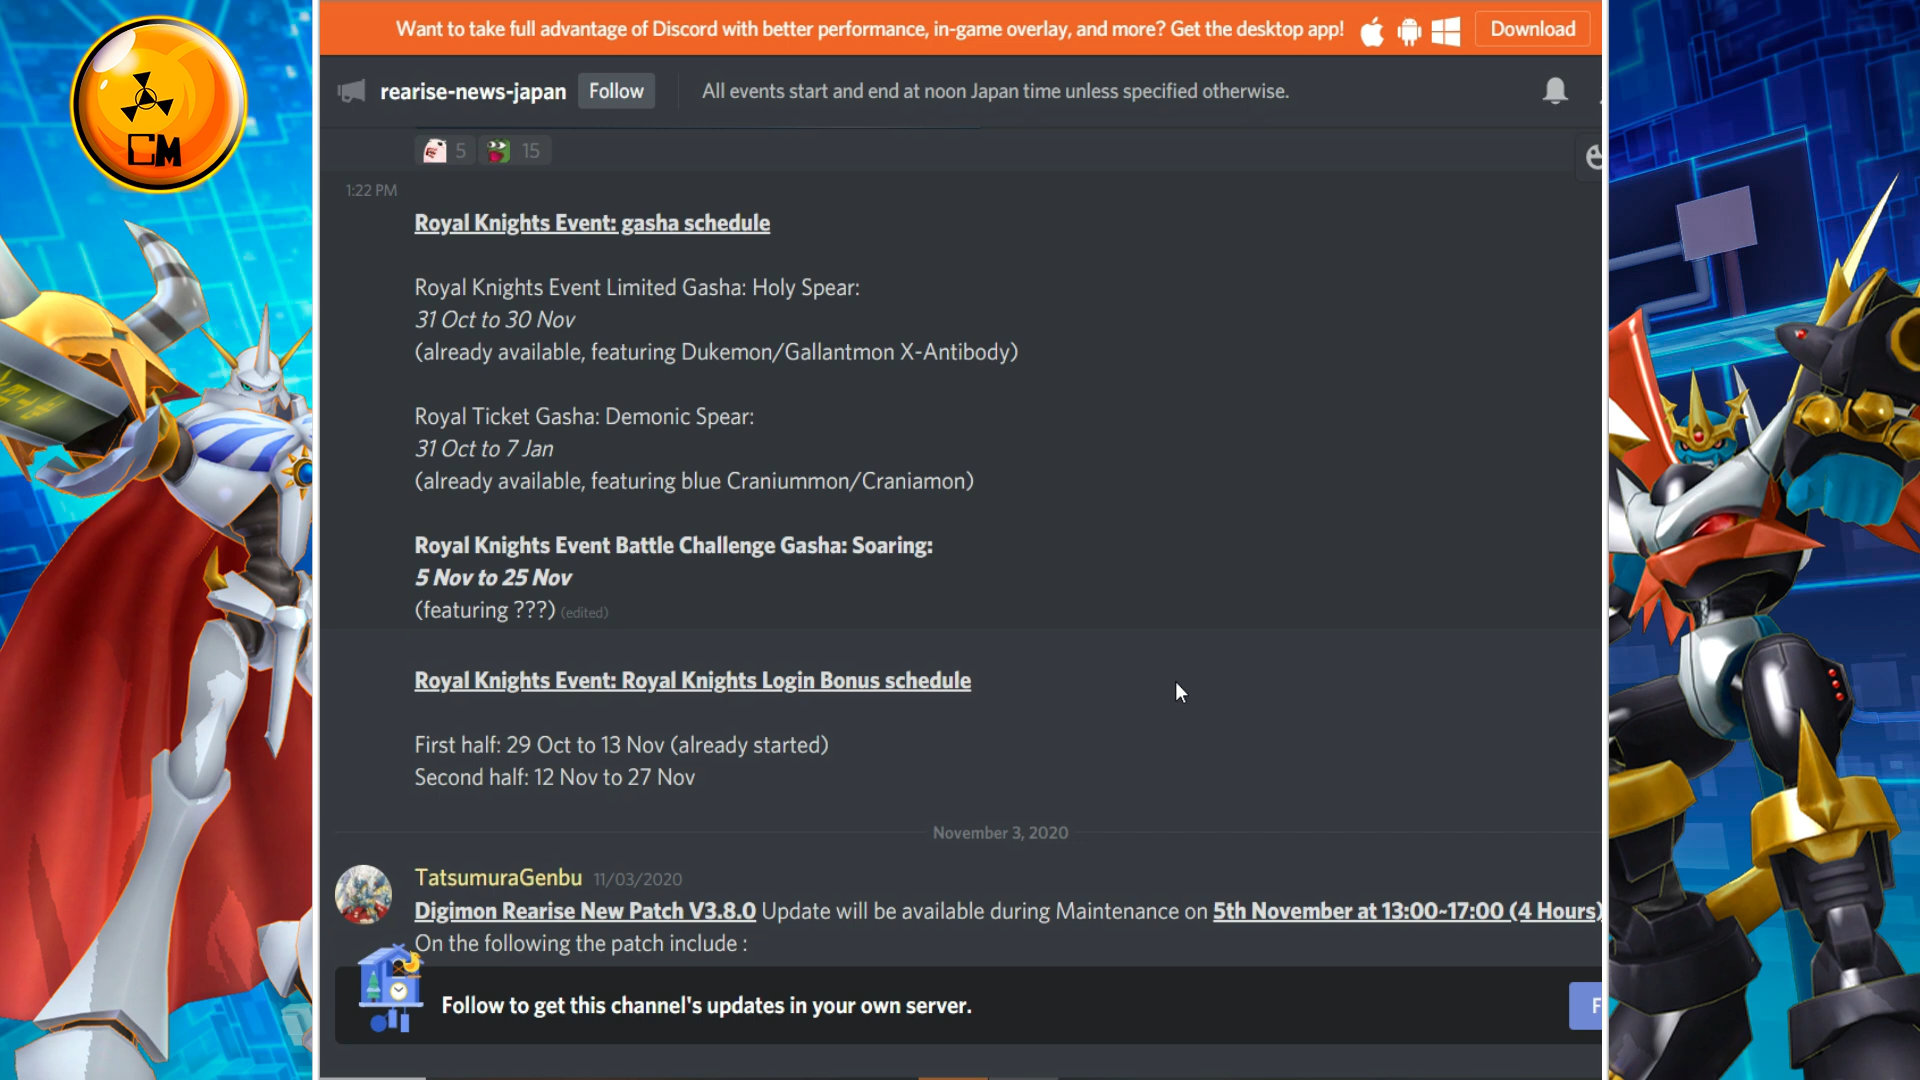 Want to take full advantage of Discord with better performance, in-game overlay, and more? Get the desktop app!
Download
CM
rearise-news-japan
Follow
All events start and end at noon Japan time unless specified otherwise.
5
15
1:22 PM
Royal Knights Event: gasha schedule
Royal Knights Event Limited Gasha: Holy Spear:
31 Oct to 30 Nov
(already available, featuring Dukemon/Gallantmon X-Antibody)
Royal Ticket Gasha: Demonic Spear:
31 Oct to 7 Jan
(already available, featuring blue Craniummon/Craniamon)
Royal Knights Event Battle Challenge Gasha: Soaring:
5 Nov to 25 Nov
(featuring ???) (edited)
Royal Knights Event: Royal Knights Login Bonus schedule
First half: 29 Oct to 13 Nov (already started)
Second half: 12 Nov to 27 Nov
November 3, 2020
TatsumuraGenbu 11/03/2020
Digimon Rearise New Patch V3.8.0 Update will be available during Maintenance on 5th November at 13:00~17:00 (4 Hours)
On the following the patch include :
Follow to get this channel's updates in your own server.
F